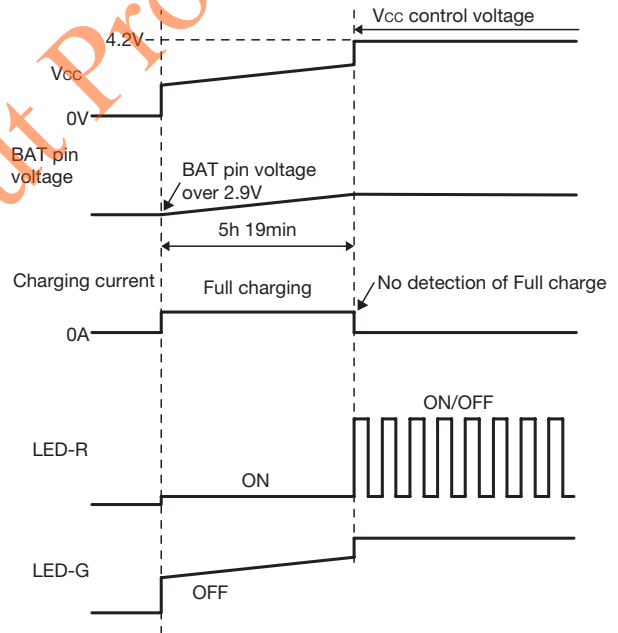 Vcc control voltage
4.2V
Vcc
0V
BAT pin
voltage
BAT pin voltage
over 2.9V
5h 19min
Charging current
Full charging
No detection of Full charge
0A
ON/OFF
LED-R
ON
LED-G
OFF